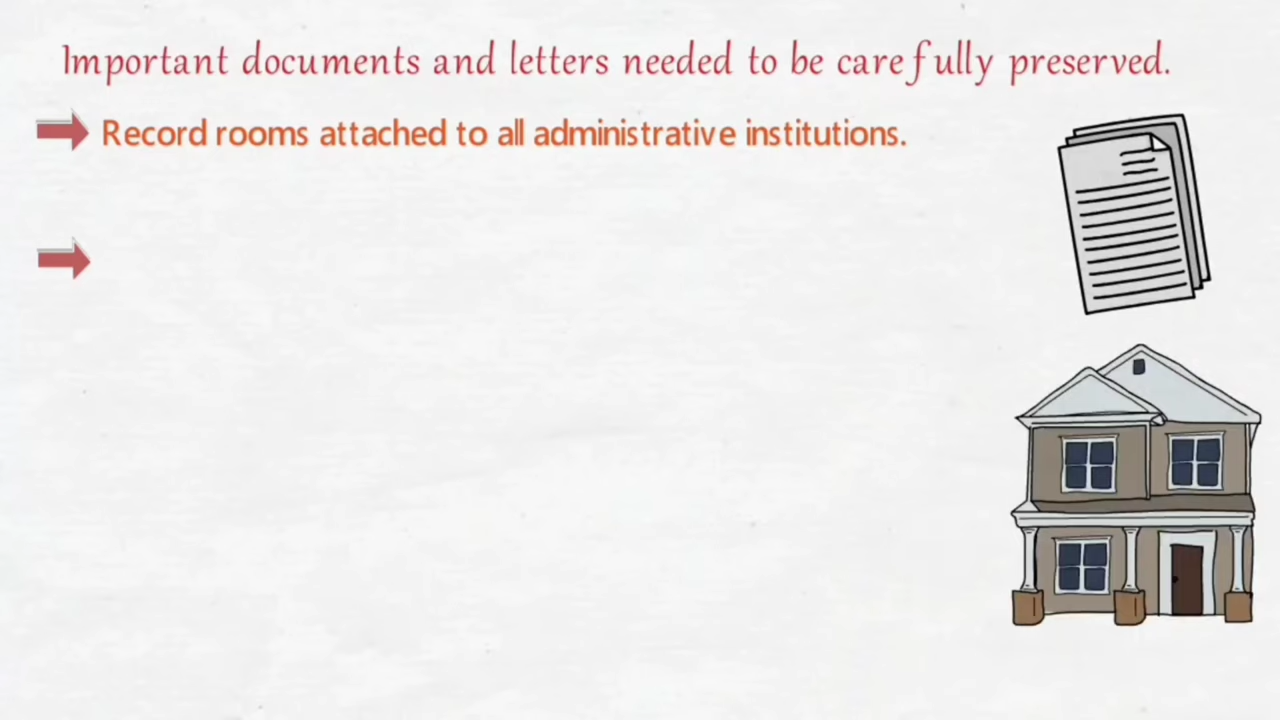 Important documents and letters needed to be carefully preserved.
Record rooms attached to all administrative institutions.